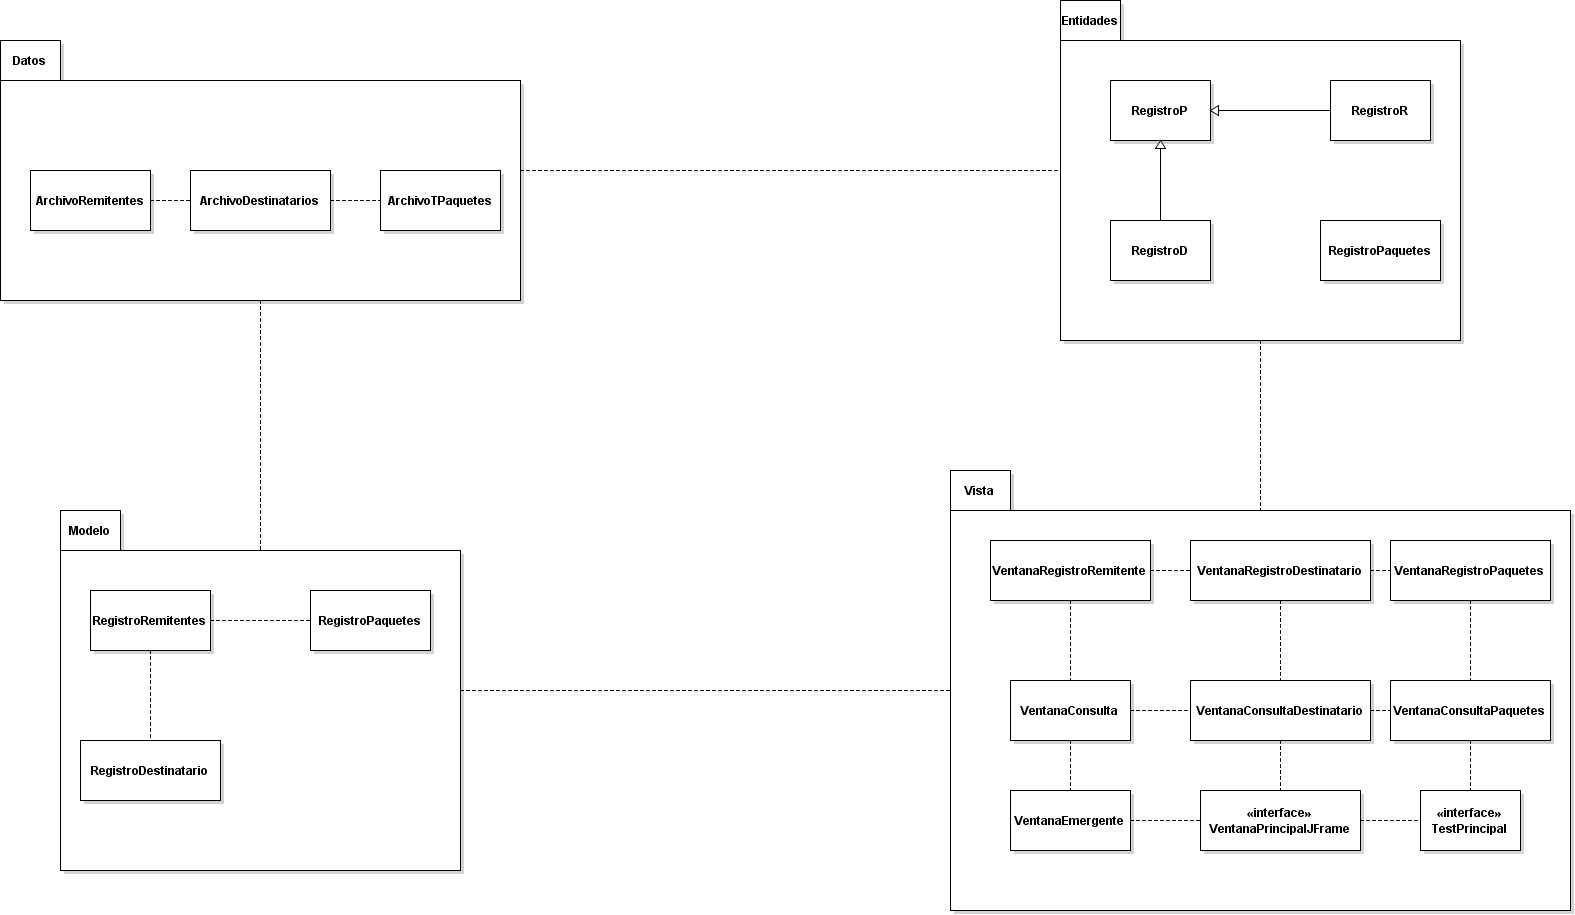 Entidades
Datos
RegistroP
RegistroR
ArchivoRemitentes
ArchivoDestinatarios
ArchivoTPaquetes
RegistroD
RegistroPaquetes
Vista
Modelo
VentanaRegistroRemitente
VentanaRegistroDestinatario
VentanaRegistroPaquetes
RegistroRemitentes
RegistroPaquetes
VentanaConsulta
VentanaConsultaDestinatario
VentanaConsultaPaquetes
RegistroDestinatario
VentanaEmergente
«interface»
VentanaPrincipalJFrame
«interface»
TestPrincipal